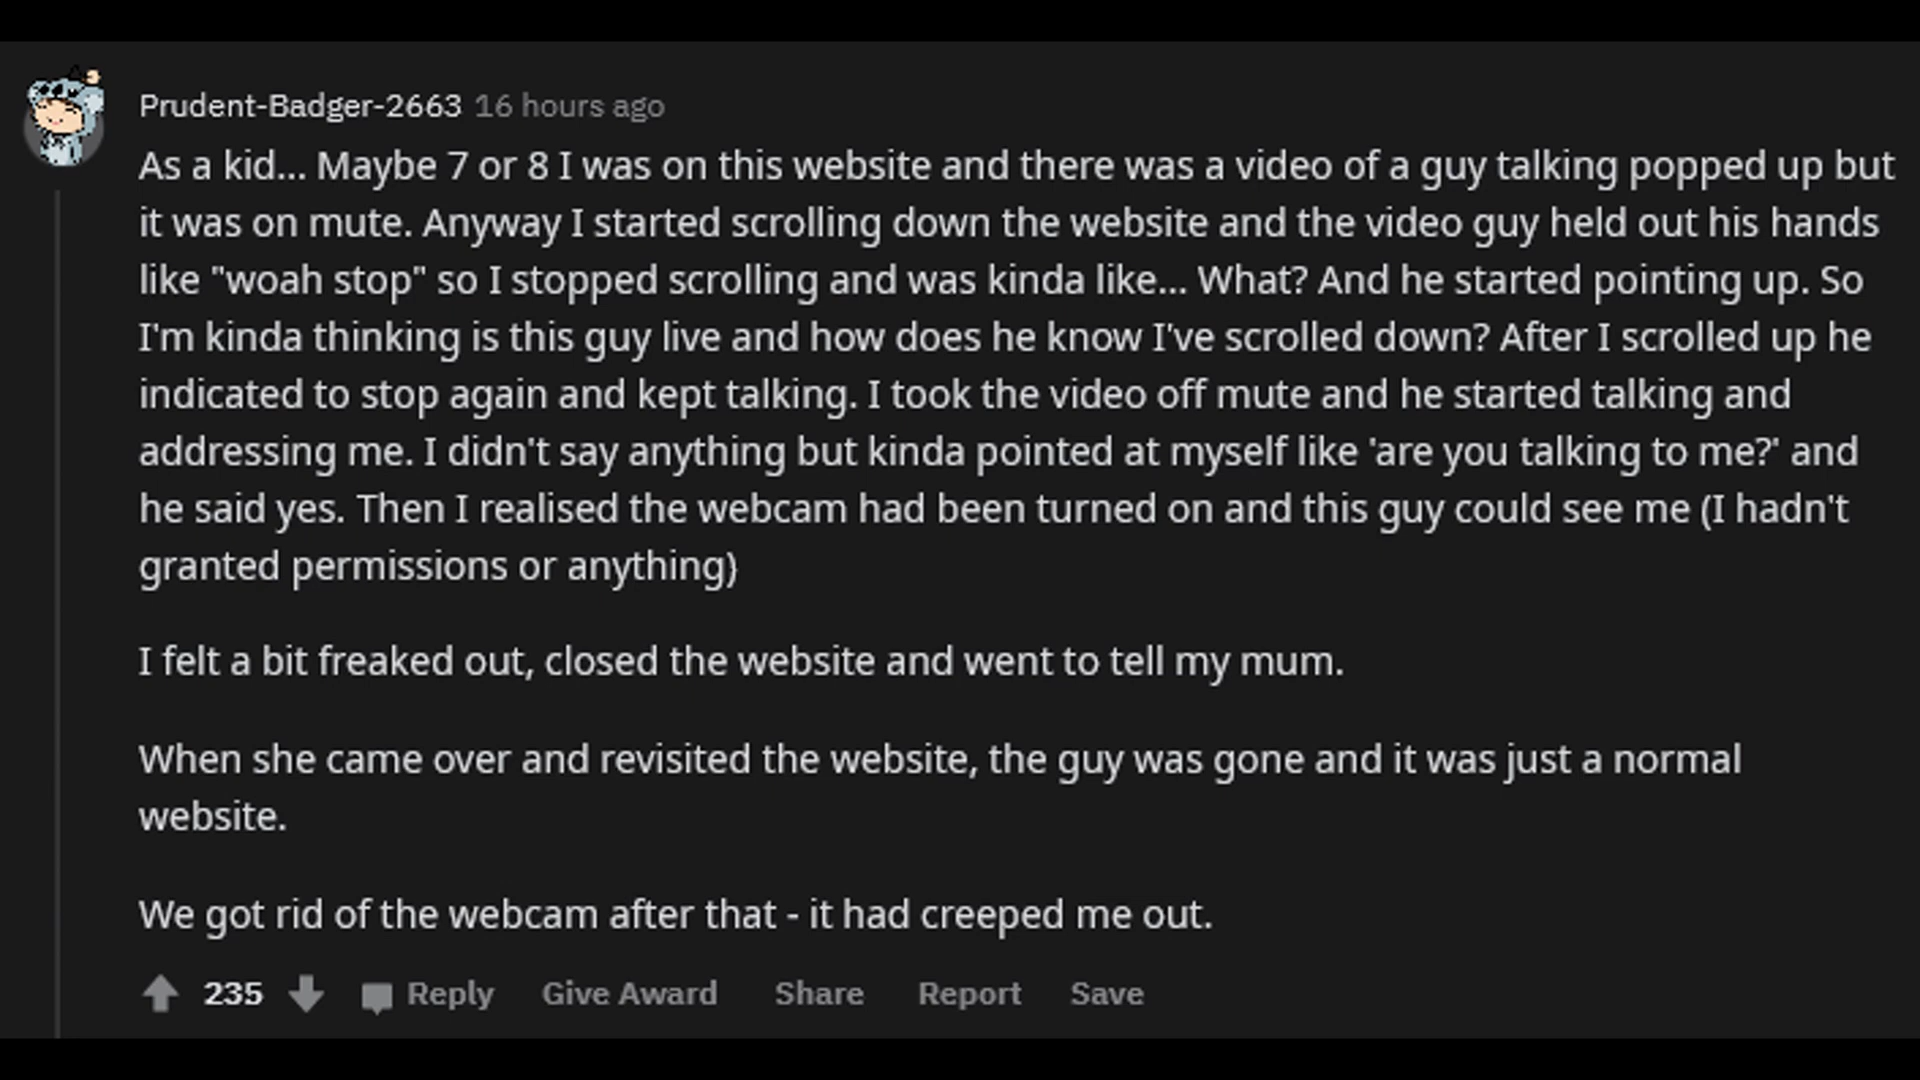 Prudent-Badger-2663 16 hours ago
As a kid... Maybe 7 or 8 I was on this website and there was a video of a guy talking popped up but
it was on mute. Anyway I started scrolling down the website and the video guy held out his hands
like "woah stop" so I stopped scrolling and was kinda like... What? And he started pointing up. So
I'm kinda thinking is this guy live and how does he know I've scrolled down? After I scrolled up he
indicated to stop again and kept talking. I took the video off mute and he started talking and
addressing me. I didn't say anything but kinda pointed at myself like 'are you talking to me?' and
he said yes. Then I realised the webcam had been turned on and this guy could see me (I hadn't
granted permissions or anything)
I felt a bit freaked out, closed the website and went to tell my mum.
When she came over and revisited the website, the guy was gone and it was just a normal
website.
We got rid of the webcam after that - it had creeped me out.
235 Reply Give Award Share Report Save